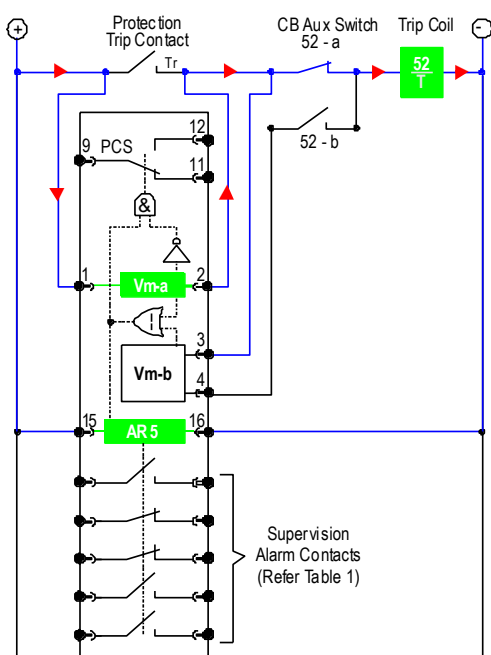 Protection
Trip Contact
CB Aux Switch
52 - a
Trip Coil
+
-
Tr
52
T
52 - b
12
9 PCS
11
&
1
Vm-a
2
3
Vm-b
4
15
AR 5
16
Supervision
Alarm Contacts
(Refer Table 1)